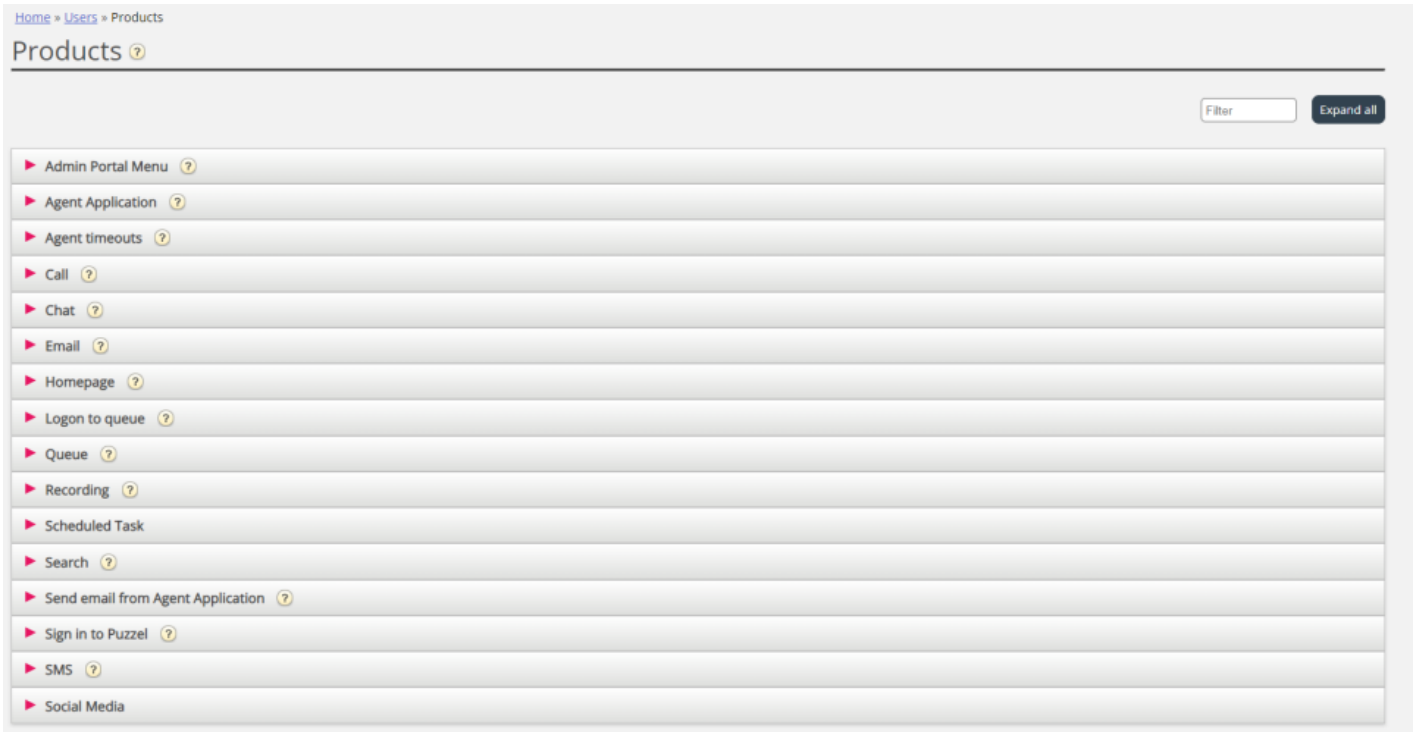 Home » Users » Products
Products ?
Filter
Expand all
Admin Portal Menu ?
Agent Application ?
Agent timeouts ?
Call ?
Chat ?
Email ?
Homepage ?
Logon to queue ?
Queue ?
Recording ?
Scheduled Task
Search ?
Send email from Agent Application ?
Sign in to Puzzel ?
SMS ?
Social Media